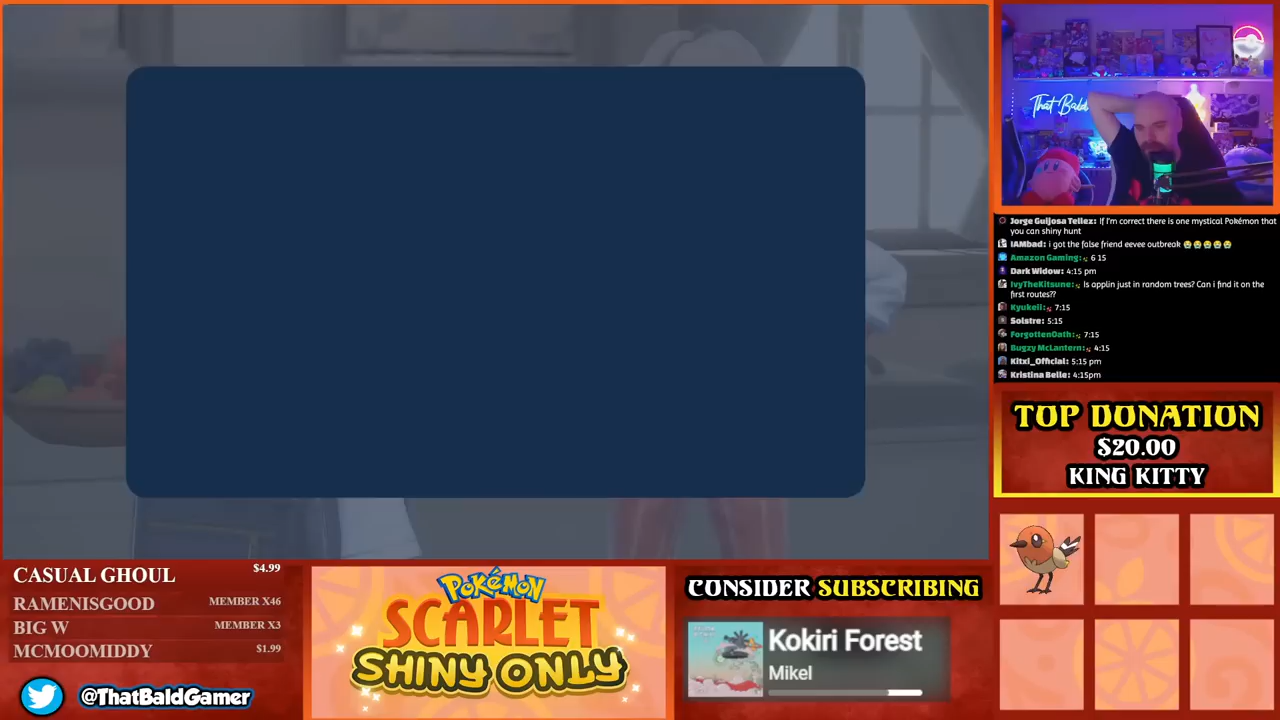 That Bald
Jorge Guijosa Tellez: If I'm correct there is one mystical Pokémon that
you can shiny hunt
IAMbad: i got the false friend eevee outbreak 😭😭😭😭😭
Amazon Gaming: 6 15
Dark Widow: 4:15 pm
IvyTheKitsune: Is applin just in random trees? Can i find it on the
first routes??
Kyukeii: 7:15
Solstre: 5:15
ForgottenOath: 7:15
Bugzy McLantern: 4:15
Kitxi_Official: 5:15 pm
Kristina Belle: 4:15pm
TOP DONATION
$20.00
KING KITTY
CASUAL GHOUL $4.99
RAMENISGOOD MEMBER X46
BIG W MEMBER X3
MCMOOMIDDY $1.99
@ThatBaldGamer
POKÉMON
SCARLET
SHINY ONLY
CONSIDER SUBSCRIBING
Kokiri Forest
Mikel